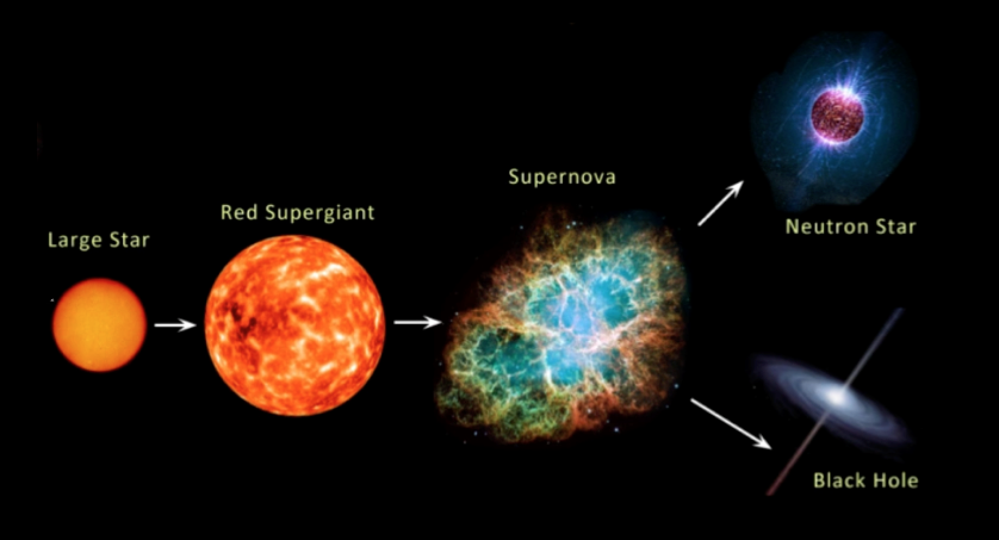 Large Star
Red Supergiant
Supernova
Neutron Star
Black Hole